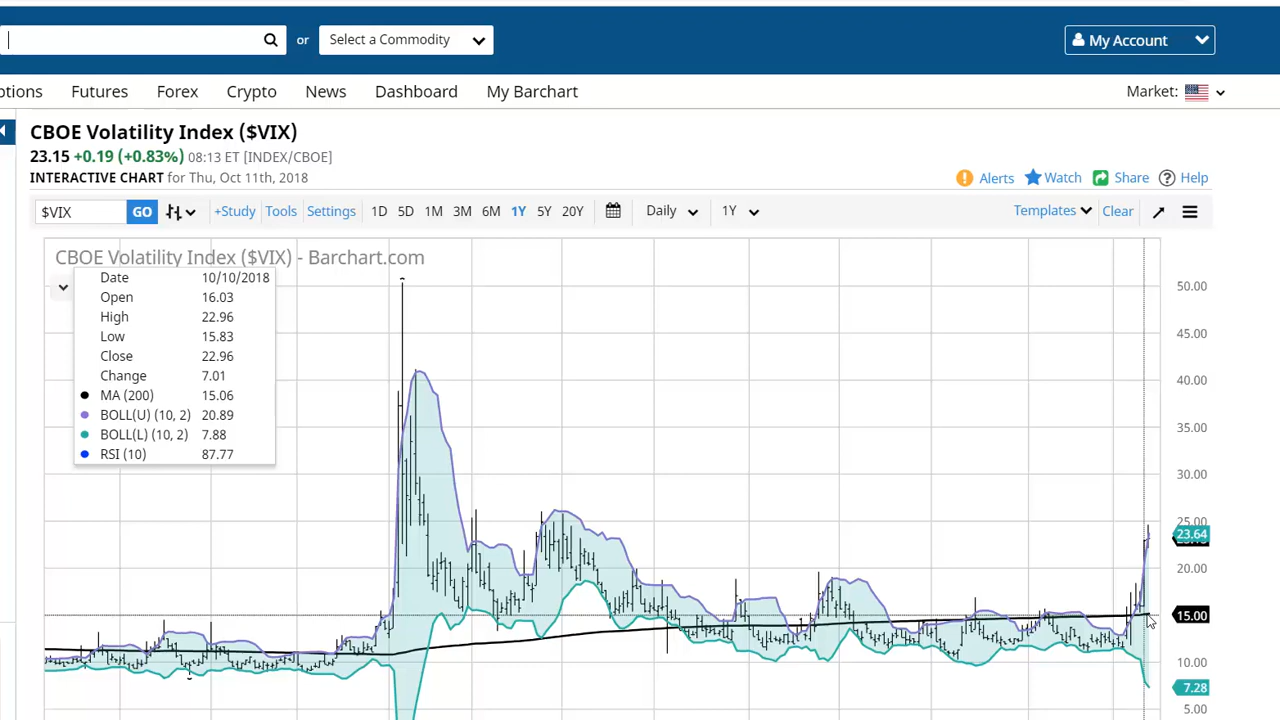 or Select a Commodity My Account
ptions Futures Forex Crypto News Dashboard My Barchart Market:
CBOE Volatility Index ($VIX)
23.15 +0.19 (+0.83%) 08:13 ET [INDEX/CBOE]
INTERACTIVE CHART for Thu, Oct 11th, 2018
Alerts Watch Share Help
$VIX GO +Study Tools Settings 1D 5D 1M 3M 6M 1Y 5Y 20Y Daily 1Y Templates Clear
CBOE Volatility Index ($VIX) - Barchart.com
Date 10/10/2018
Open 16.03
High 22.96
Low 15.83
Close 22.96
Change 7.01
MA (200) 15.06
BOLL(U) (10, 2) 20.89
BOLL(L) (10, 2) 7.88
RSI (10) 87.77
50.00
45.00
40.00
35.00
30.00
25.00
23.64
20.00
15.00
10.00
7.28
5.00